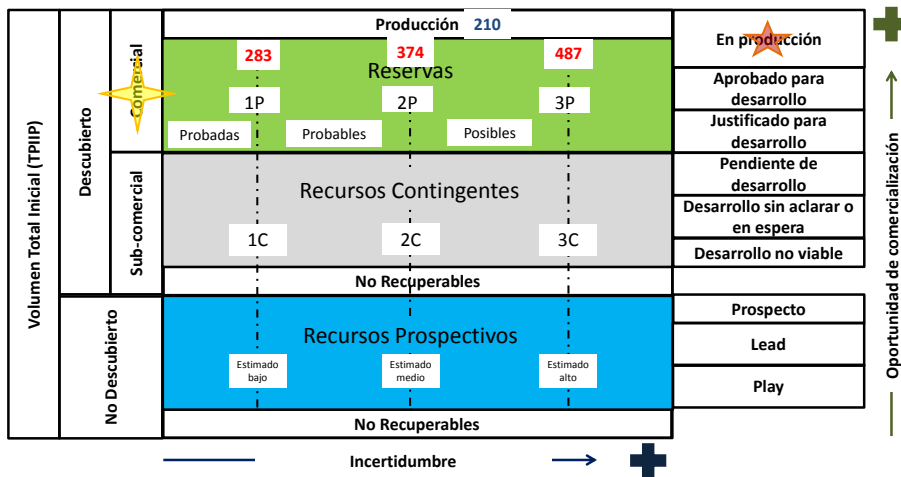 Volumen Total Inicial (TPIIP)
Descubierto
No Descubierto
Comercial
Sub-comercial
Producción 210
283 374 487
Reservas
1P 2P 3P
Probadas Probables Posibles
Recursos Contingentes
1C 2C 3C
No Recuperables
Recursos Prospectivos
Estimado
bajo
Estimado
medio
Estimado
alto
No Recuperables
En producción
Aprobado para
desarrollo
Justificado para
desarrollo
Pendiente de
desarrollo
Desarrollo sin aclarar o
en espera
Desarrollo no viable
Prospecto
Lead
Play
Oportunidad de comercialización
Incertidumbre